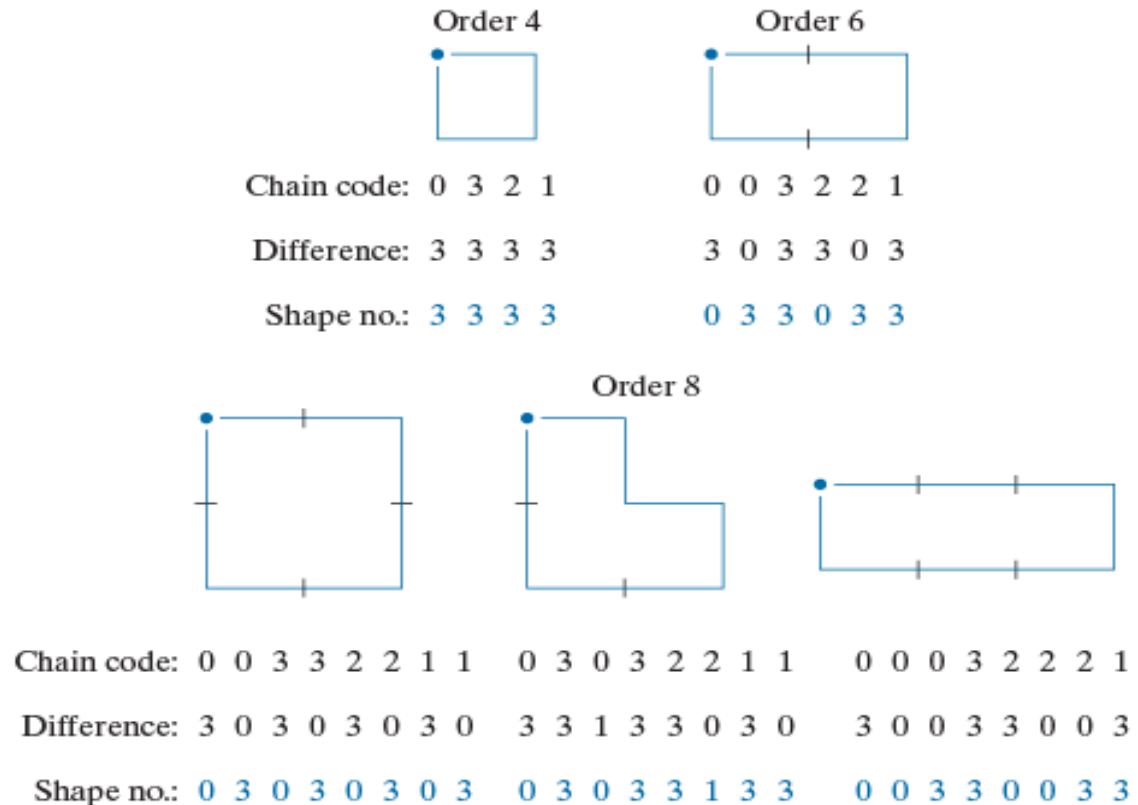 Order 4 Order 6
Chain code: 0 3 2 1 0 0 3 2 2 1
Difference: 3 3 3 3 3 0 3 3 0 3
Shape no.: 3 3 3 3 0 3 3 0 3 3
Order 8
Chain code: 0 0 3 3 2 2 1 1 0 3 0 3 2 2 1 1 0 0 0 3 2 2 2 1
Difference: 3 0 3 0 3 0 3 0 3 3 1 3 3 0 3 0 3 0 0 3 3 0 0 3
Shape no.: 0 3 0 3 0 3 0 3 0 3 0 3 3 1 3 3 0 0 3 3 0 0 3 3